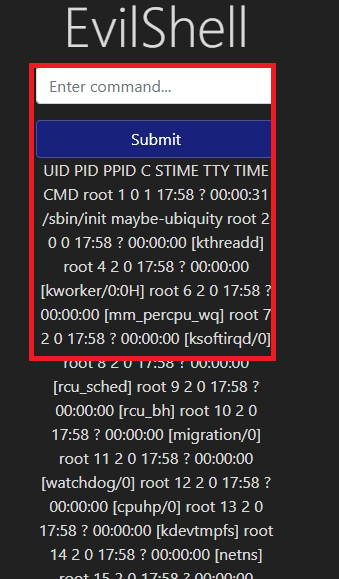 EvilShell
Enter command...
Submit
UID PID PPID C STIME TTY TIME
CMD root 1 0 1 17:58 ? 00:00:31
/sbin/init maybe-ubiquity root 2
0 0 17:58 ? 00:00:00 [kthreadd]
root 4 2 0 17:58 ? 00:00:00
[kworker/0:0H] root 6 2 0 17:58 ?
00:00:00 [mm_percpu_wq] root 7
2 0 17:58 ? 00:00:00 [ksoftirqd/0]
root 8 2 0 17:58 ? 00:00:00
[rcu_sched] root 9 2 0 17:58 ?
00:00:00 [rcu_bh] root 10 2 0
17:58 ? 00:00:00 [migration/0]
root 11 2 0 17:58 ? 00:00:00
[watchdog/0] root 12 2 0 17:58 ?
00:00:00 [cpuhp/0] root 13 2 0
17:58 ? 00:00:00 [kdevtmpfs] root
14 2 0 17:58 ? 00:00:00 [netns]
root 15 2 0 17:58 ? 00:00:00